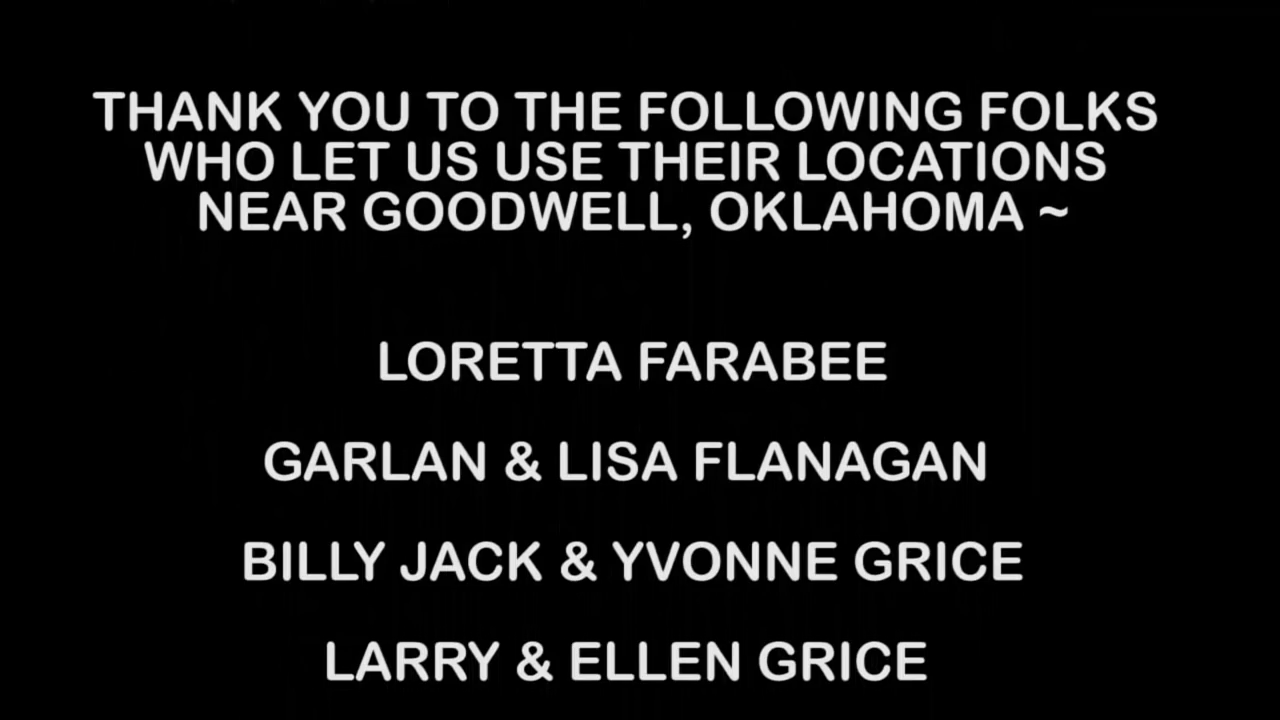 THANK YOU TO THE FOLLOWING FOLKS
WHO LET US USE THEIR LOCATIONS
NEAR GOODWELL, OKLAHOMA ~
LORETTA FARABEE
GARLAN & LISA FLANAGAN
BILLY JACK & YVONNE GRICE
LARRY & ELLEN GRICE